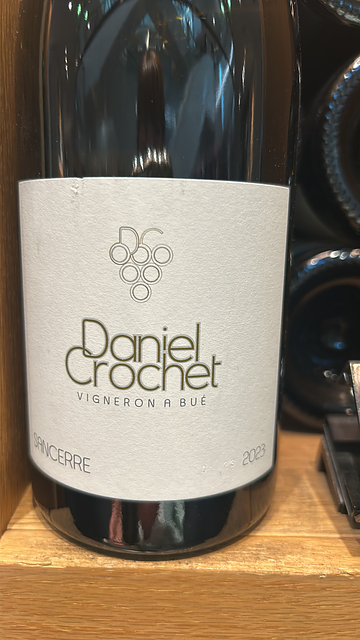 DC
Daniel
Crochet
VIGNERON A BUÉ
SANCERRE
2023